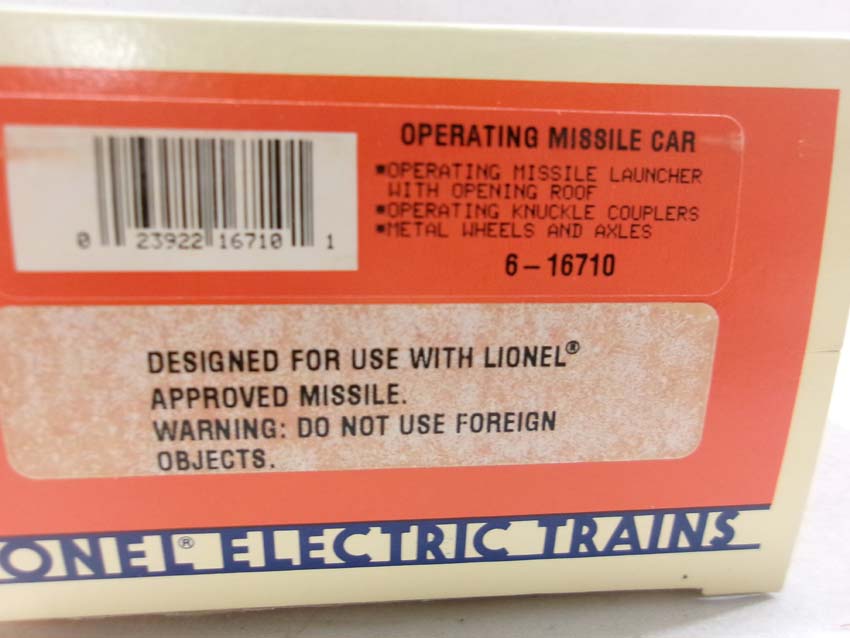 OPERATING MISSILE CAR
*OPERATING MISSILE LAUNCHER
WITH OPENING ROOF
*OPERATING KNUCKLE COUPLERS
*METAL WHEELS AND AXLES
6-16710
0 23922 16710 1
DESIGNED FOR USE WITH LIONEL®
APPROVED MISSILE.
WARNING: DO NOT USE FOREIGN
OBJECTS.
ONEL® ELECTRIC TRAINS